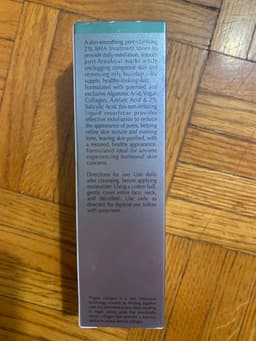 A skin-smoothing, pore-clarifying,
2% BHA treatment toner to
provide daily exfoliation, smooth
post-breakout marks while
unclogging congested skin and
removing oily buildup. For
supple, healthy-looking skin.
Formulated with patented and
exclusive Alguronic Acid, Vegan
Collagen, Azelaic Acid & 2%
Salicylic Acid, this non-irritating
liquid resurfacer provides
effective exfoliation to reduce
the appearance of pores, helping
refine skin texture and evening
tone, leaving skin purified, with
a restored, healthy appearance.
Formulated ideal for anyone
experiencing hormonal skin
concerns.
Directions for use: Use daily
after cleansing, before applying
moisturizer. Using a cotton ball,
gently cover entire face, neck,
and décolleté. Use only as
directed. For daytime use, follow
with sunscreen.